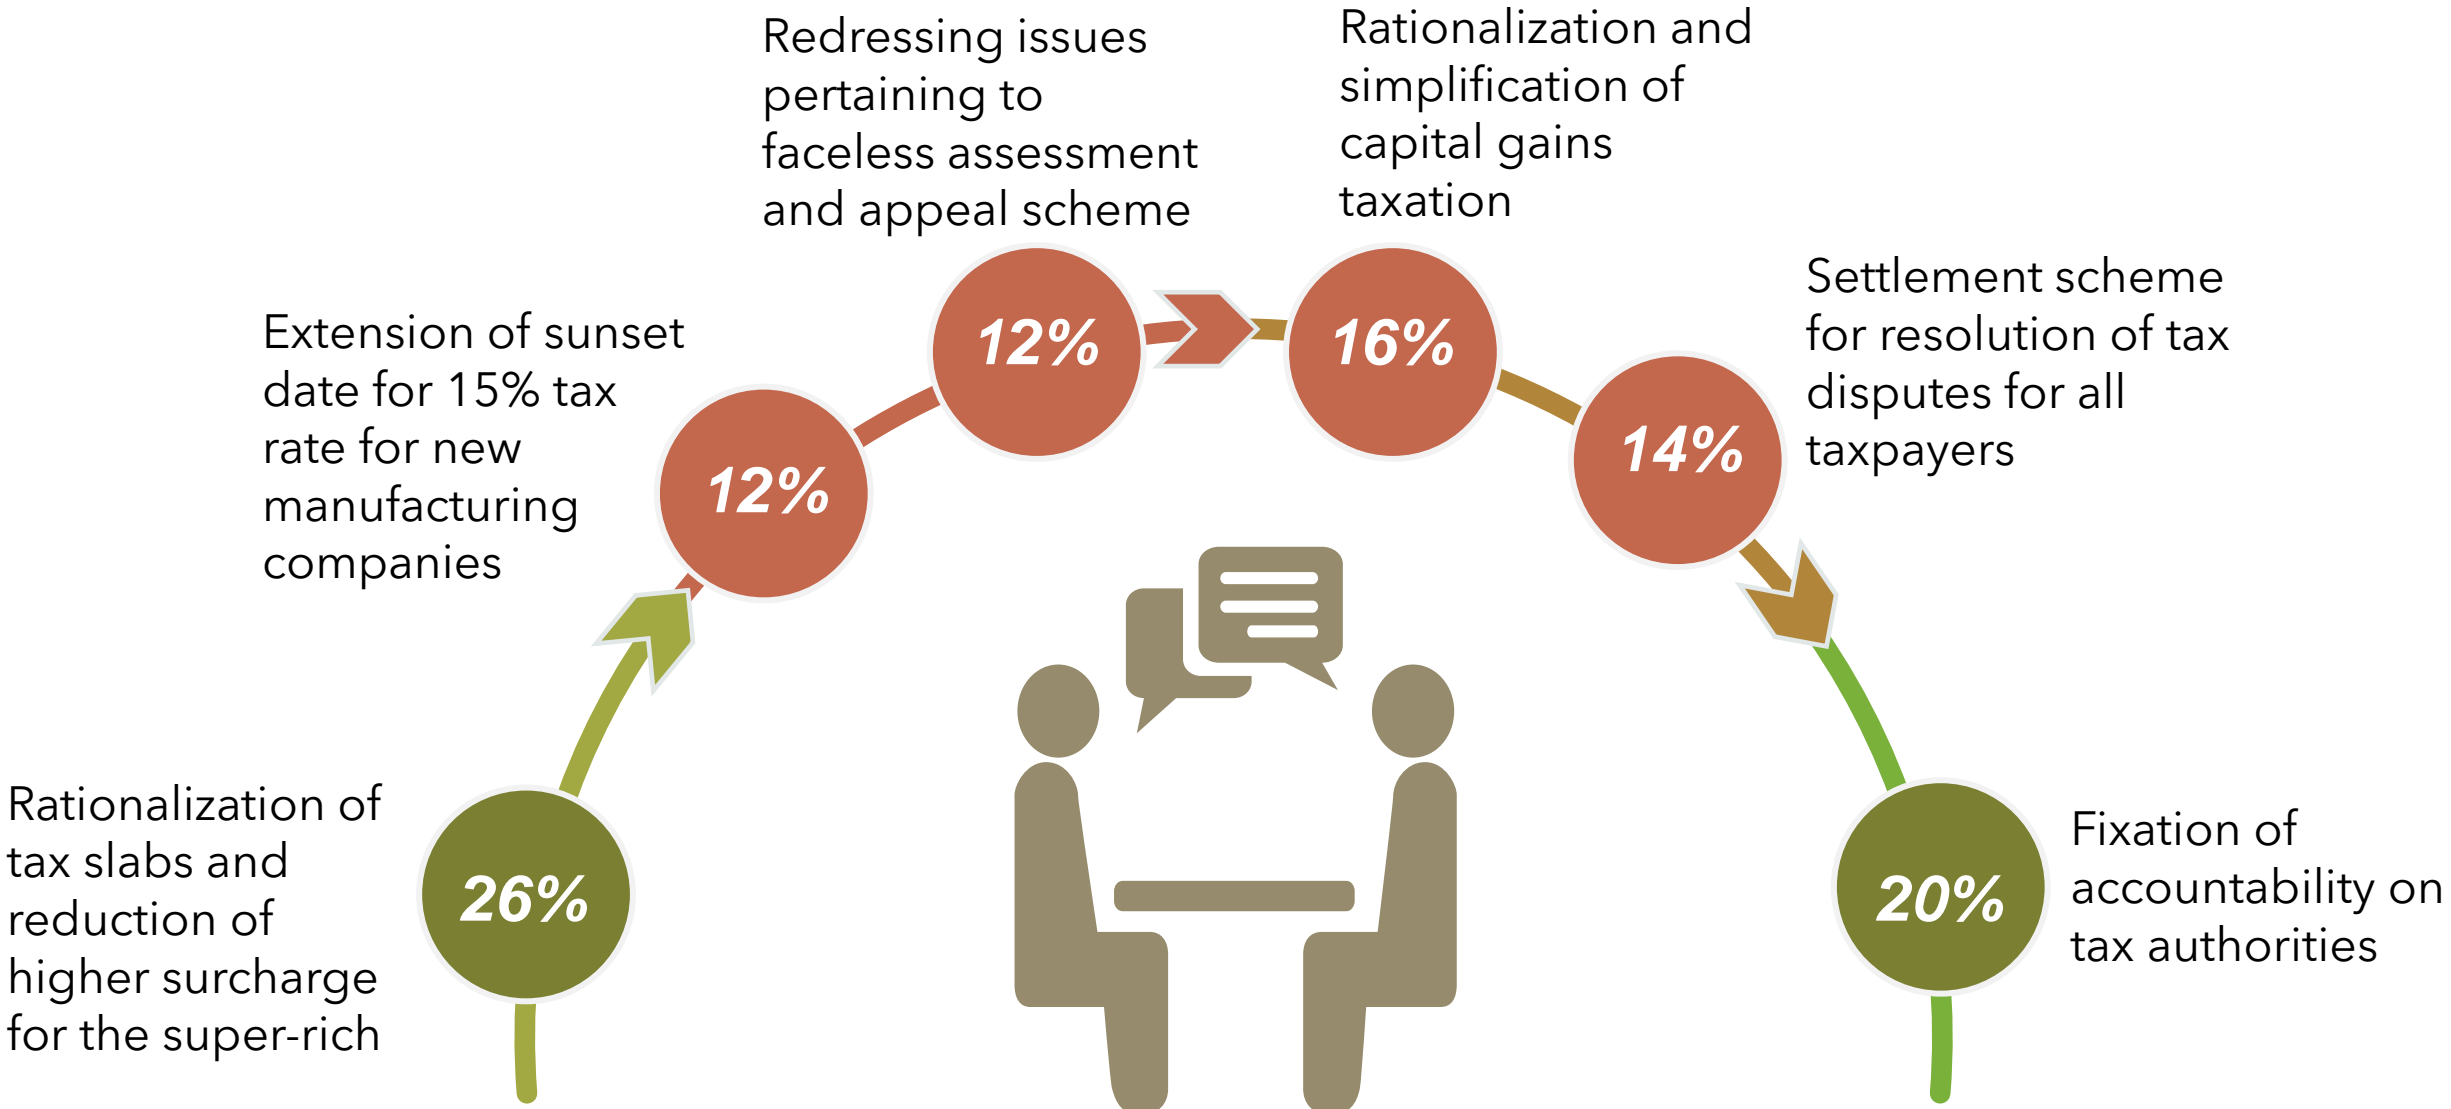 Rationalization of
tax slabs and
reduction of
higher surcharge
for the super-rich
26%
Extension of sunset
date for 15% tax
rate for new
manufacturing
companies
12%
Redressing issues
pertaining to
faceless assessment
and appeal scheme
12%
Rationalization and
simplification of
capital gains
taxation
16%
Settlement scheme
for resolution of tax
disputes for all
taxpayers
14%
Fixation of
accountability on
tax authorities
20%